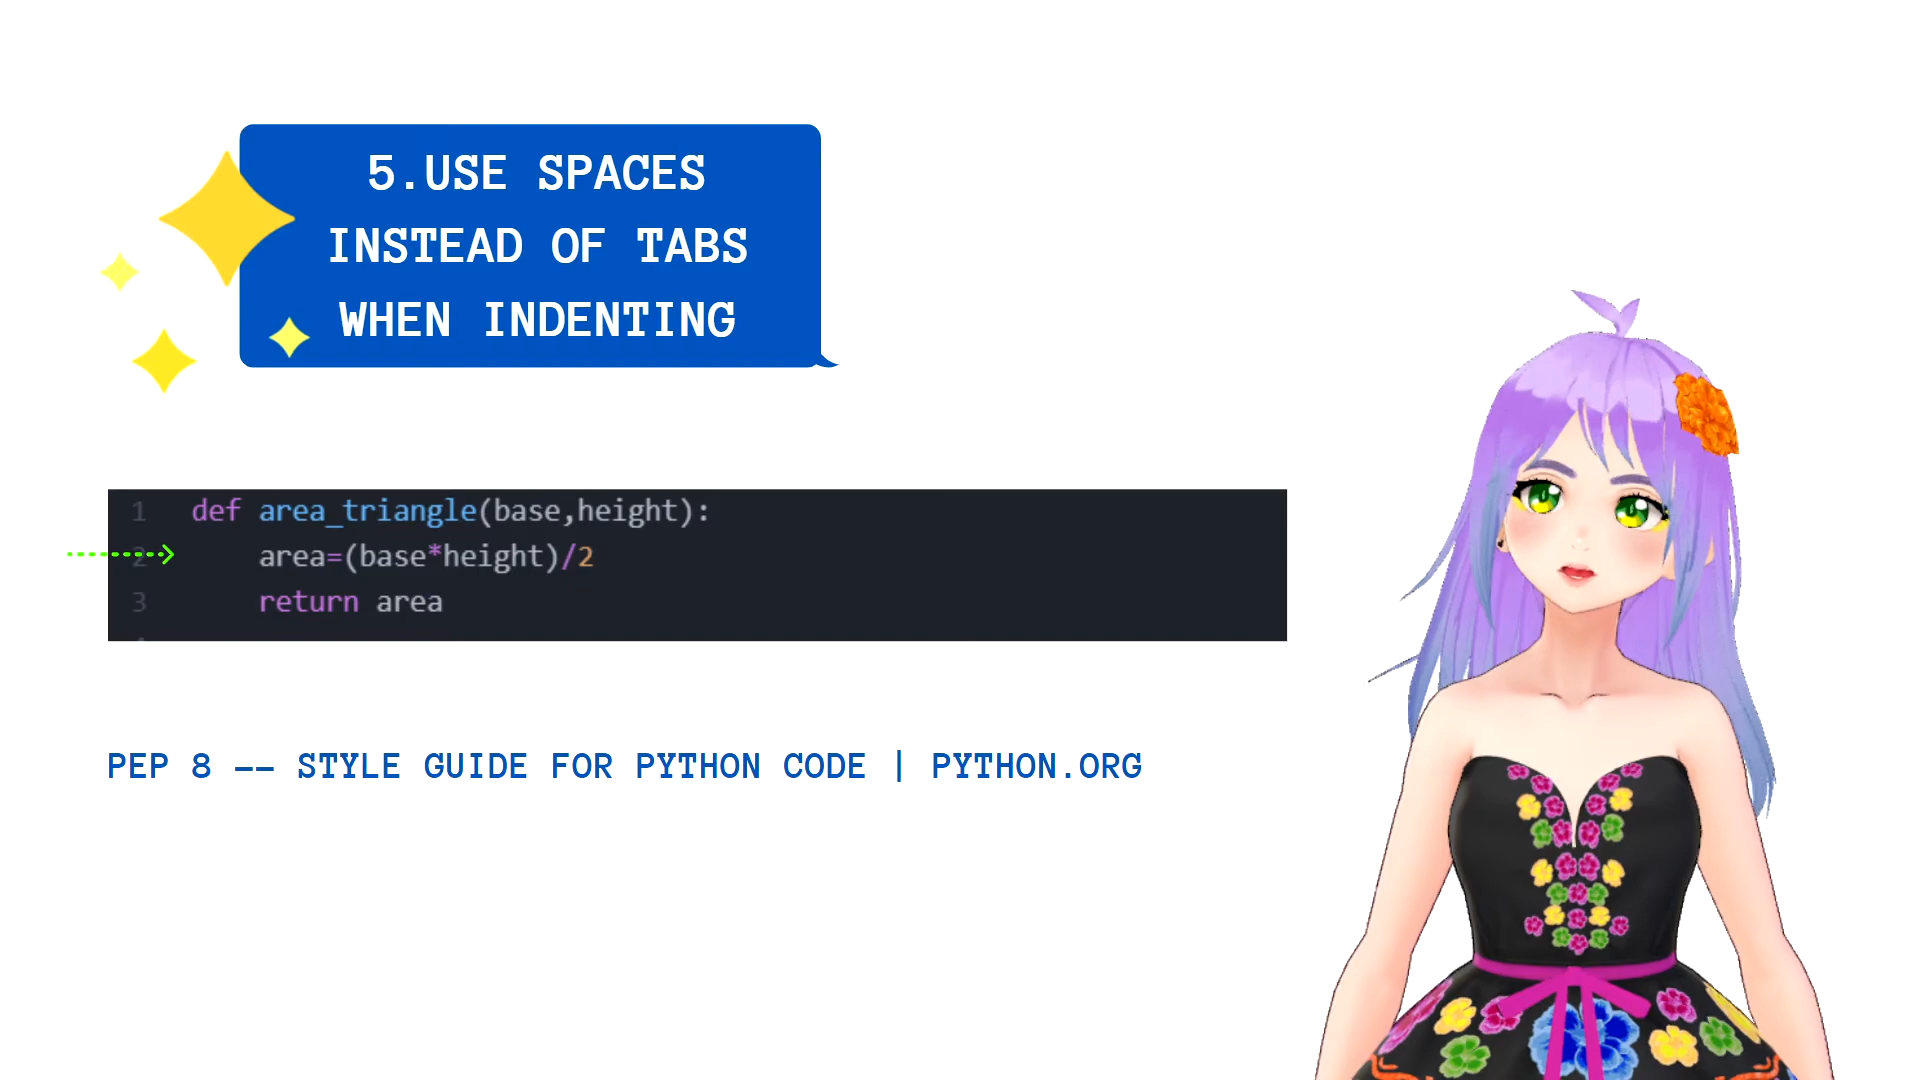 5.USE SPACES
INSTEAD OF TABS
WHEN INDENTING
1 def area_triangle(base,height):
2     area=(base*height)/2
3     return area
PEP 8 -- STYLE GUIDE FOR PYTHON CODE | PYTHON.ORG